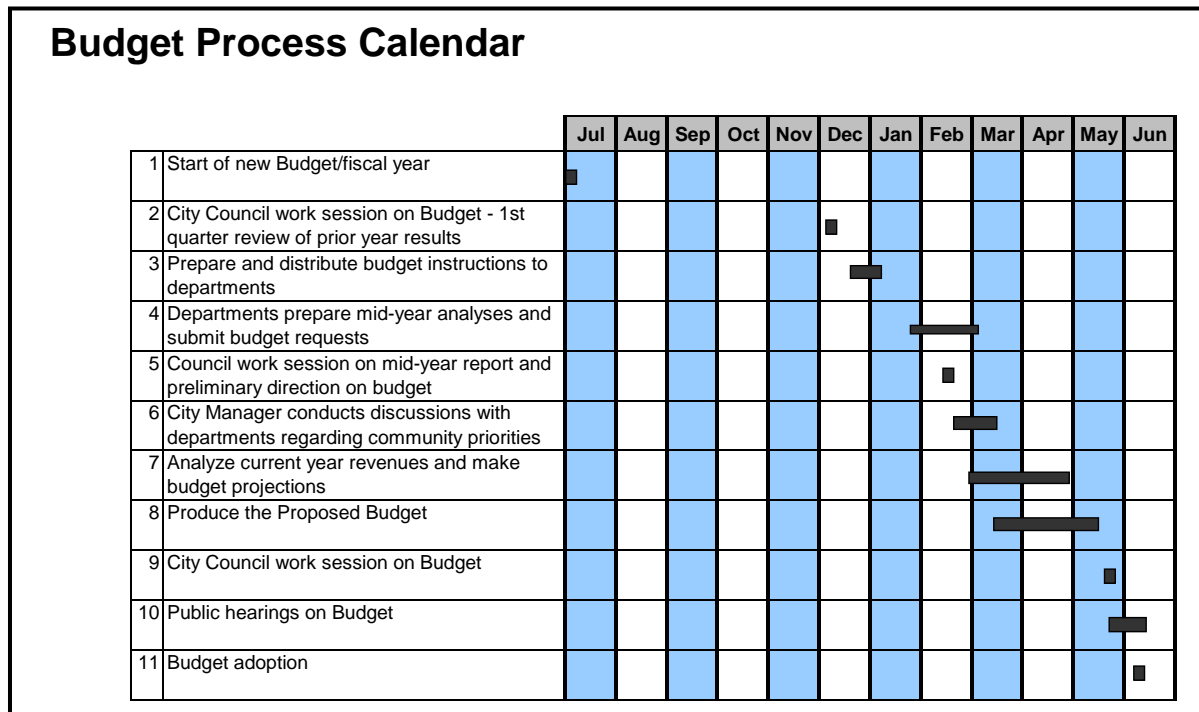 Budget Process Calendar
Jul Aug Sep Oct Nov Dec Jan Feb Mar Apr May Jun
1 Start of new Budget/fiscal year
2 City Council work session on Budget - 1st
quarter review of prior year results
3 Prepare and distribute budget instructions to
departments
4 Departments prepare mid-year analyses and
submit budget requests
5 Council work session on mid-year report and
preliminary direction on budget
6 City Manager conducts discussions with
departments regarding community priorities
7 Analyze current year revenues and make
budget projections
8 Produce the Proposed Budget
9 City Council work session on Budget
10 Public hearings on Budget
11 Budget adoption